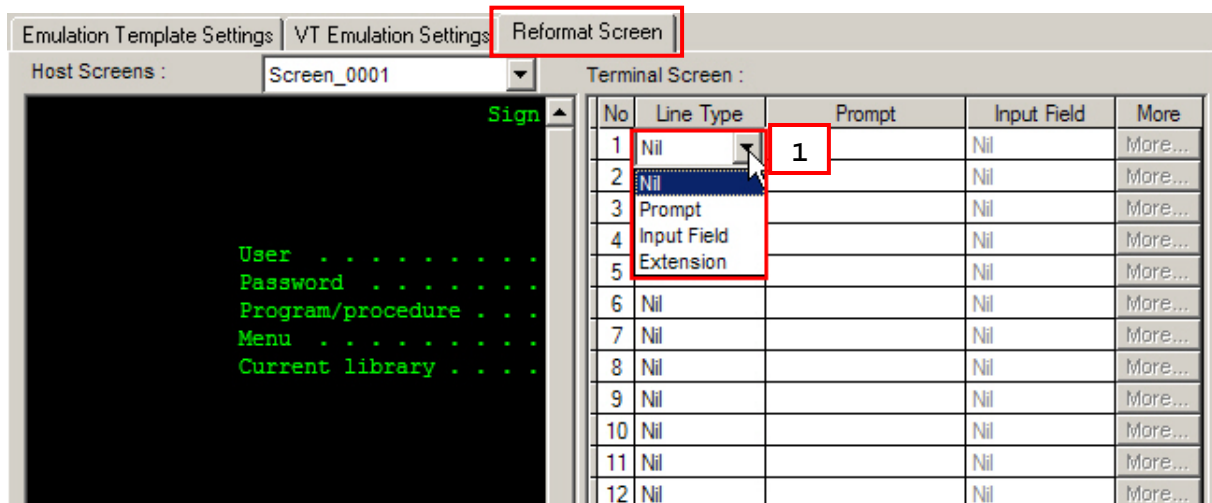 Emulation Template Settings VT Emulation Settings Reformat Screen
Host Screens : Screen_0001 Terminal Screen :
Sign
User . . . . . . . . .
Password . . . . . . .
Program/procedure . . .
Menu . . . . . . . . .
Current library . . . .
No Line Type Prompt Input Field More
1 Nil 1 Nil More...
2 Nil Nil More...
3 Prompt Nil More...
4 Input Field Nil More...
5 Extension Nil More...
6 Nil Nil More...
7 Nil Nil More...
8 Nil Nil More...
9 Nil Nil More...
10 Nil Nil More...
11 Nil Nil More...
12 Nil Nil More...